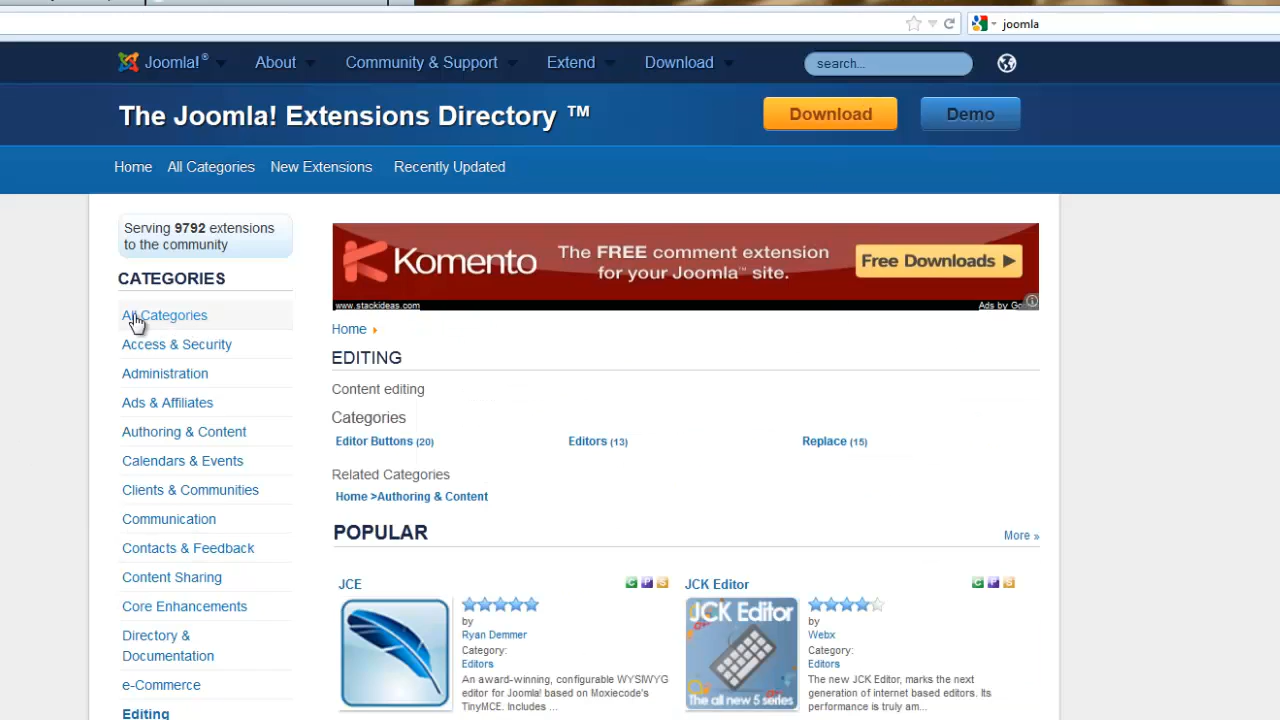 joomla
Joomla!® About Community & Support Extend Download search...
The Joomla! Extensions Directory ™ Download Demo
Home All Categories New Extensions Recently Updated
Serving 9792 extensions
to the community
CATEGORIES
All Categories
Access & Security
Administration
Ads & Affiliates
Authoring & Content
Calendars & Events
Clients & Communities
Communication
Contacts & Feedback
Content Sharing
Core Enhancements
Directory &
Documentation
e-Commerce
Editing
Komento
The FREE comment extension
for your Joomla™ site.
Free Downloads
www.stackideas.com
Ads by Go
Home
EDITING
Content editing
Categories
Editor Buttons (20) Editors (13) Replace (15)
Related Categories
Home >Authoring & Content
POPULAR More »
JCE
C P S
by
Ryan Demmer
Category:
Editors
An award-winning, configurable WYSIWYG
editor for Joomla! based on Moxiecode's
TinyMCE. Includes ...
JCK Editor
C P S
JCK Editor
The all new 5 series
by
Webx
Category:
Editors
The new JCK Editor, marks the next
generation of internet based editors. Its
performance is truly am...